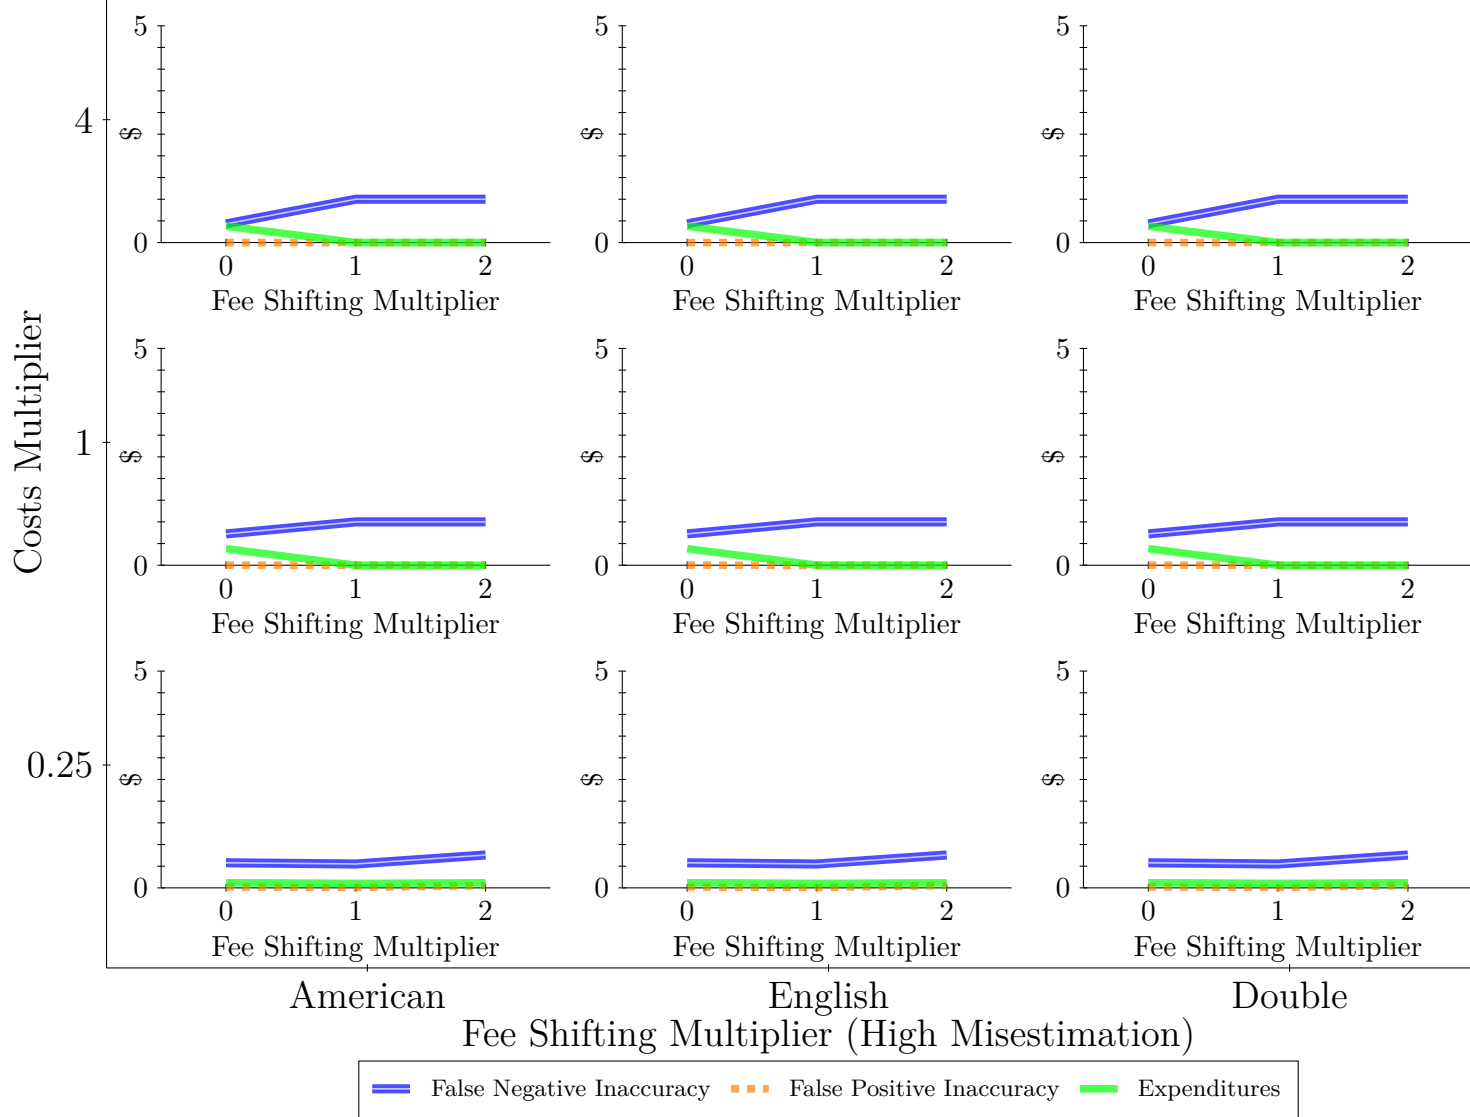 Costs Multiplier
4
5
$
0
0 1 2
Fee Shifting Multiplier
5
$
0
0 1 2
Fee Shifting Multiplier
5
$
0
0 1 2
Fee Shifting Multiplier
1
5
$
0
0 1 2
Fee Shifting Multiplier
5
$
0
0 1 2
Fee Shifting Multiplier
5
$
0
0 1 2
Fee Shifting Multiplier
0.25
5
$
0
0 1 2
Fee Shifting Multiplier
5
$
0
0 1 2
Fee Shifting Multiplier
5
$
0
0 1 2
Fee Shifting Multiplier
American English Double
Fee Shifting Multiplier (High Misestimation)
False Negative Inaccuracy False Positive Inaccuracy Expenditures